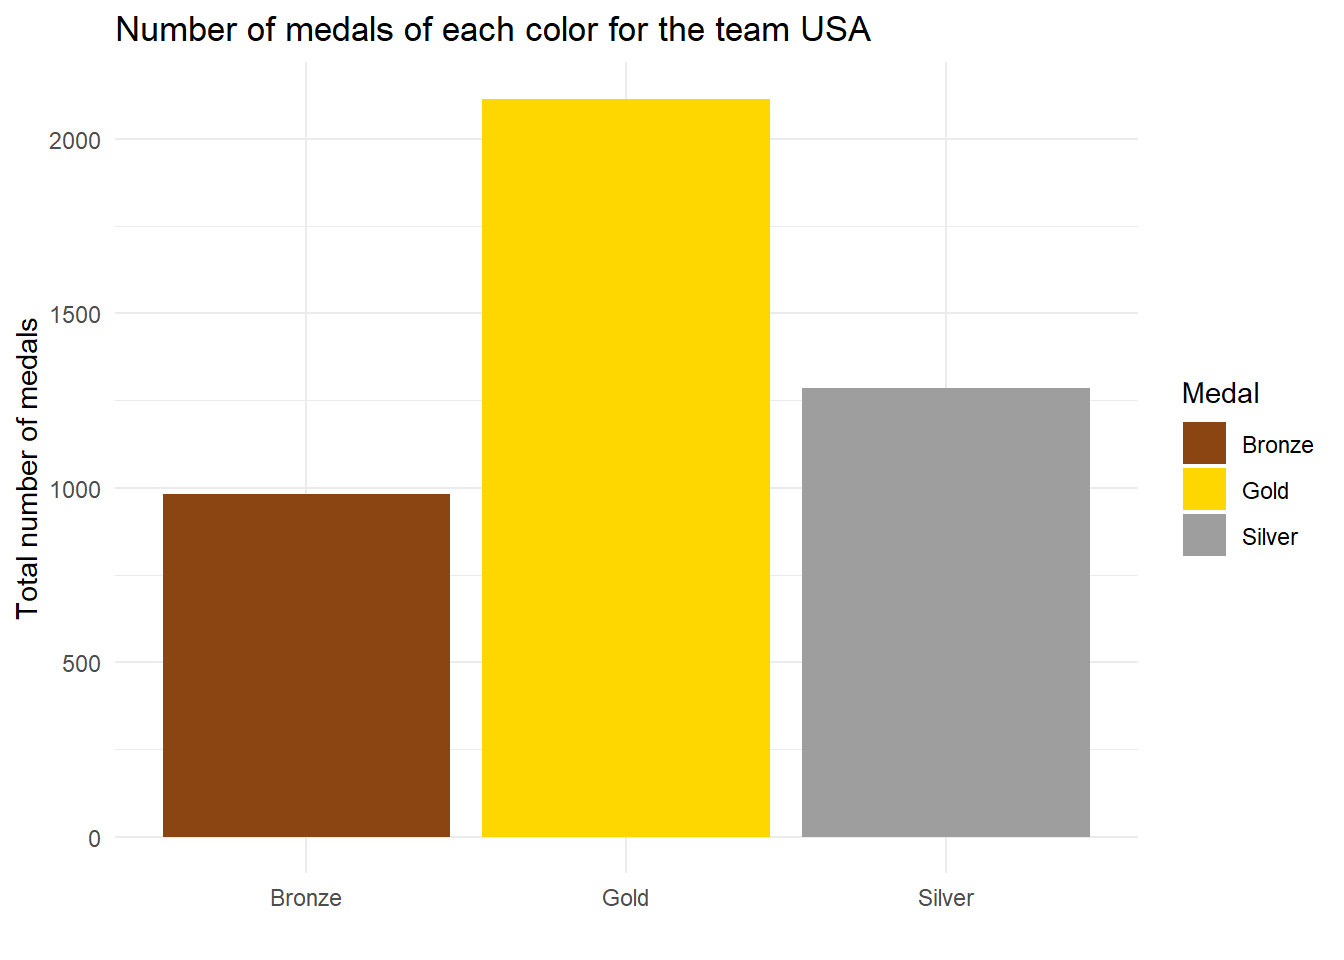 Number of medals of each color for the team USA
Total number of medals
2000
1500
1000
500
0
Bronze
Gold
Silver
Medal
Bronze
Gold
Silver